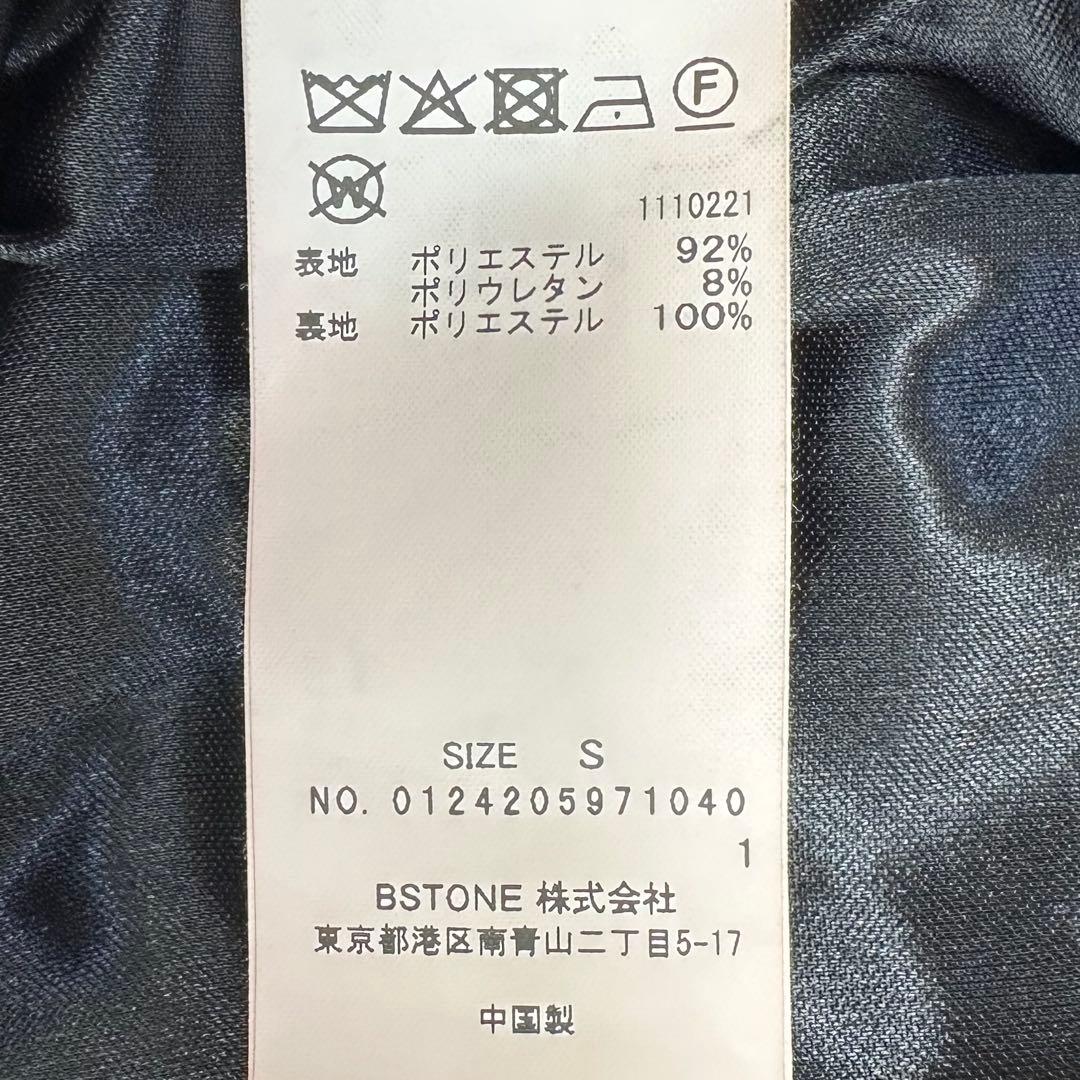 F
W
1110221
表地 ポリエステル 92%
ポリウレタン 8%
裏地 ポリエステル 100%
SIZE S
NO. 0124205971040
1
BSTONE 株式会社
東京都港区南青山二丁目5-17
中国製